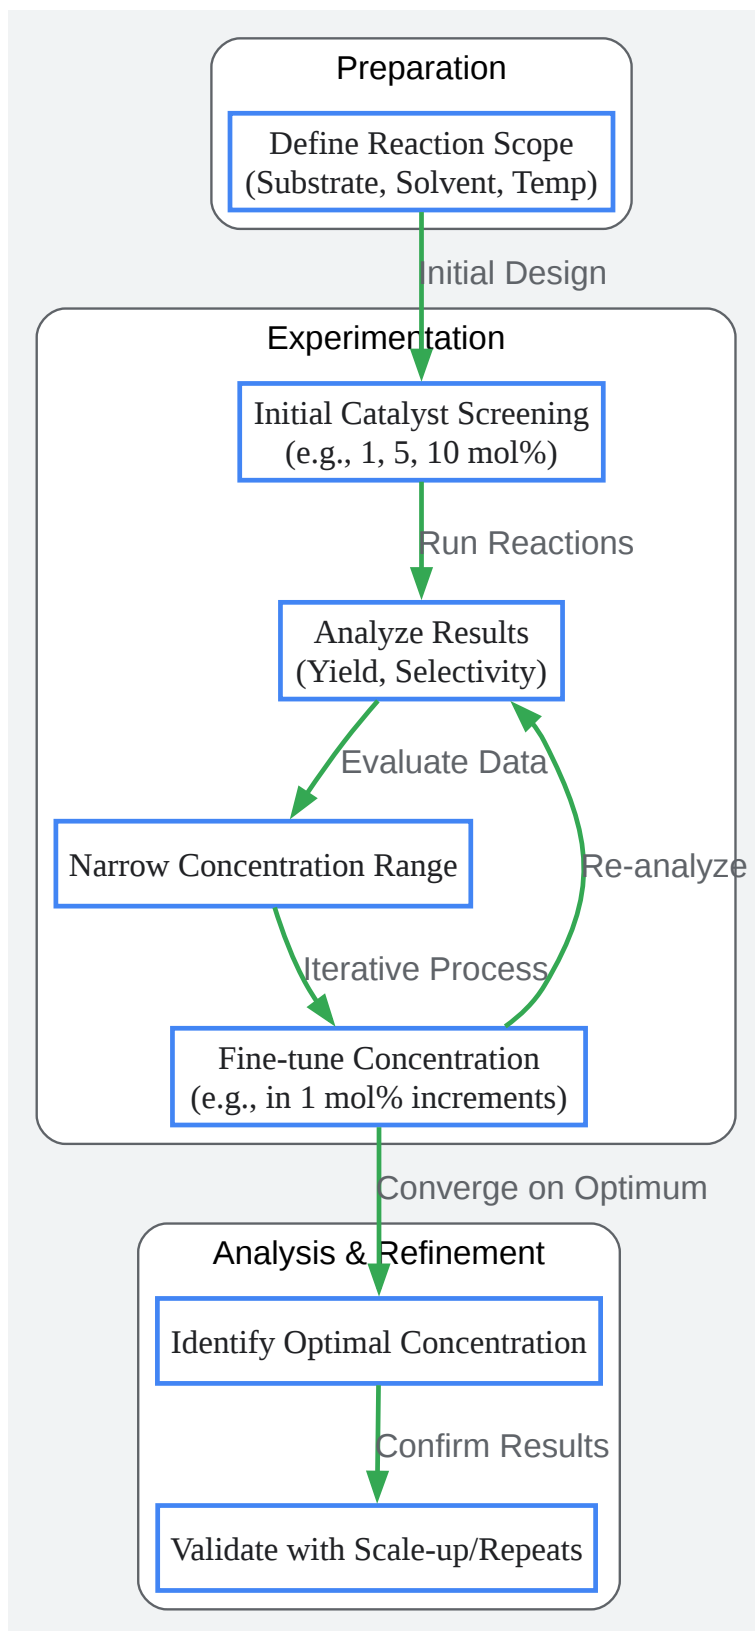 Preparation
Define Reaction Scope
(Substrate, Solvent, Temp)
Initial Design
Experimentation
Initial Catalyst Screening
(e.g., 1, 5, 10 mol%)
Run Reactions
Analyze Results
(Yield, Selectivity)
Evaluate Data
Narrow Concentration Range
Re-analyze
Iterative Process
Fine-tune Concentration
(e.g., in 1 mol% increments)
Converge on Optimum
Analysis & Refinement
Identify Optimal Concentration
Confirm Results
Validate with Scale-up/Repeats